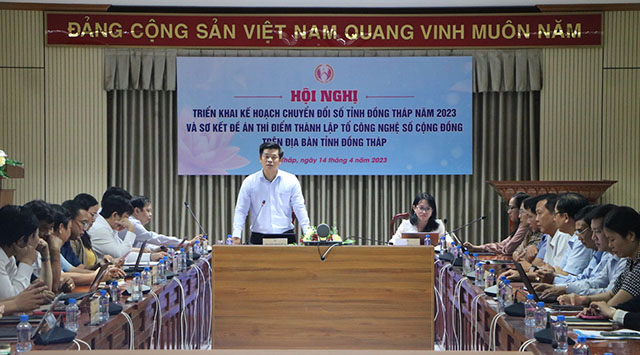 ĐẢNG CỘNG SẢN VIỆT NAM QUANG VINH MUÔN NĂM
HỘI NGHỊ
TRIỂN KHAI KẾ HOẠCH CHUYỂN ĐỔI SỐ TỈNH ĐỒNG THÁP NĂM 2023
VÀ SƠ KẾT ĐỀ ÁN THÍ ĐIỂM THÀNH LẬP TỔ CÔNG NGHỆ SỐ CỘNG ĐỒNG
TRÊN ĐỊA BÀN TỈNH ĐỒNG THÁP
Tháp, ngày 14 tháng 4 năm 2023